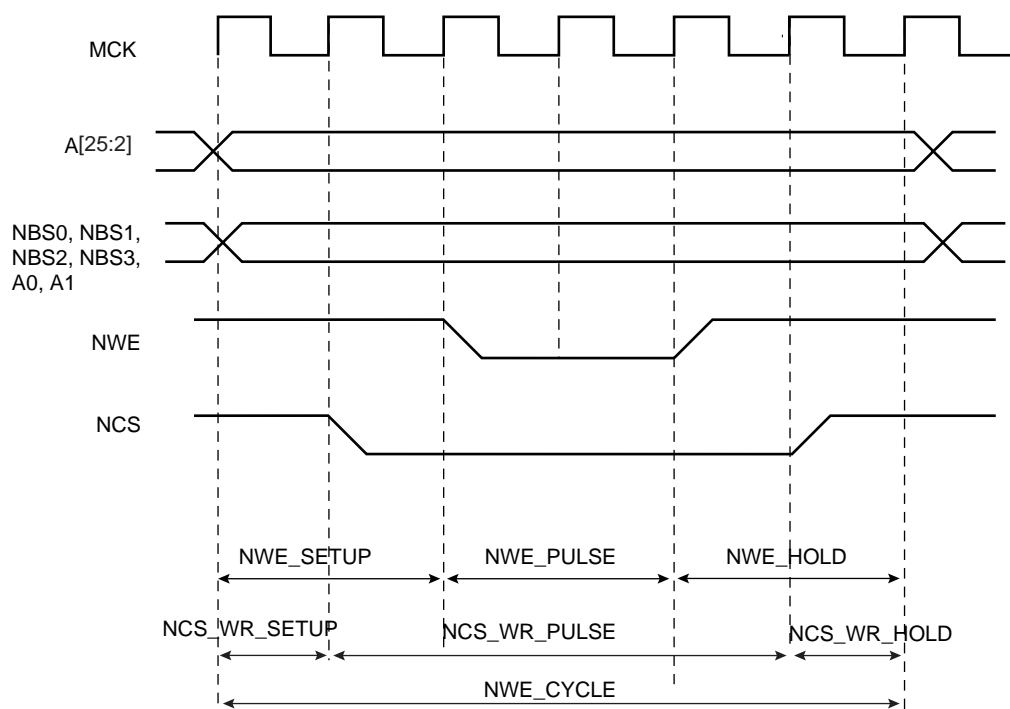 MCK
A[25:2]
NBS0, NBS1,
NBS2, NBS3,
A0, A1
NWE
NCS
NWE_SETUP
NWE_PULSE
NWE_HOLD
NCS_WR_SETUP
NCS_WR_PULSE
NCS_WR_HOLD
NWE_CYCLE